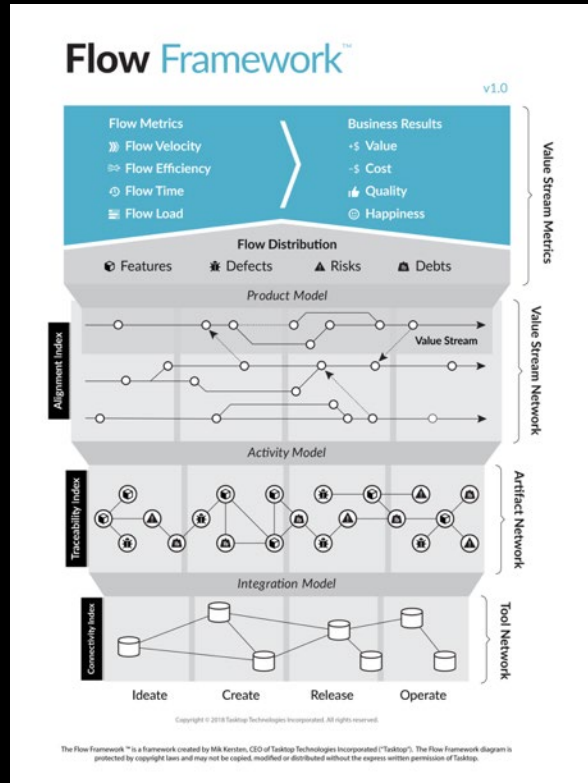 Flow Framework™
v1.0
Flow Metrics
Flow Velocity
Flow Efficiency
Flow Time
Flow Load
Business Results
+$ Value
-$ Cost
Quality
Happiness
Value Stream Metrics
Flow Distribution
Features
Defects
Risks
Debts
Product Model
Alignment Index
Value Stream
Value Stream Network
Activity Model
Traceability Index
Artifact Network
Integration Model
Connectivity Index
Tool Network
Ideate
Create
Release
Operate
Copyright © 2018 Tasktop Technologies Incorporated. All rights reserved.
The Flow Framework ™ is a framework created by Mik Kersten, CEO of Tasktop Technologies Incorporated ("Tasktop"). The Flow Framework diagram is
protected by copyright laws and may not be copied, modified or distributed without the express written permission of Tasktop.